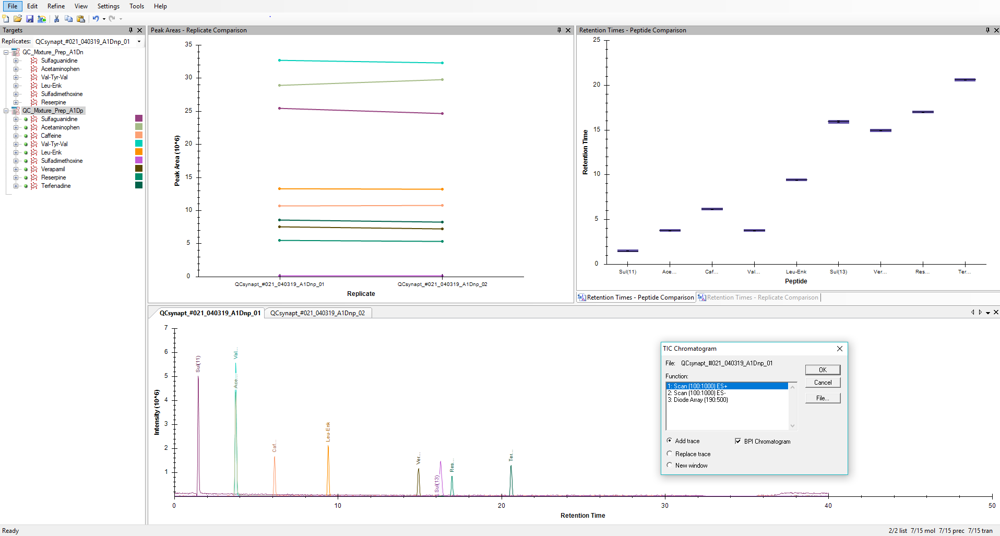 File Edit Refine View Settings Tools Help
Targets
Replicates: QCsynapt_#021_040319_A1Dnp_01
QC_Mixture_Prep_A1Dn
Sulfaguanidine
Acetaminophen
Val-Tyr-Val
Leu-Enk
Sulfadimethoxine
Reserpine
QC_Mixture_Prep_A1Dp
Sulfaguanidine
Acetaminophen
Caffeine
Val-Tyr-Val
Leu-Enk
Sulfadimethoxine
Verapamil
Reserpine
Terfenadine
Peak Areas - Replicate Comparison
35
30
25
20
15
10
5
0
Peak Area (10^6)
QCsynapt_#021_040319_A1Dnp_01 QCsynapt_#021_040319_A1Dnp_02
Replicate
Retention Times - Peptide Comparison
25
20
15
10
5
0
Retention Time
Sul(11) Ace... Caf... Val... Leu-Enk Sul(13) Ver... Res... Ter...
Peptide
Retention Times - Peptide Comparison Retention Times - Replicate Comparison
QCsynapt_#021_040319_A1Dnp_01 QCsynapt_#021_040319_A1Dnp_02
7
6
5
4
3
2
1
Intensity (10^6)
Sul(11)
Val...
Ace...
Caf...
Leu-Enk
Ver...
Sul(13)
Res...
Ter...
0 10 20 30 40 50
Retention Time
TIC Chromatogram
File: QCsynapt_#021_040319_A1Dnp_01
Function:
1: Scan (100:1000) ES+
2: Scan (100:1000) ES-
3: Diode Array (190:500)
OK
Cancel
File...
Add trace
BPI Chromatogram
Replace trace
New window
Ready
2/2 list 7/15 mol 7/15 prec 7/15 tran